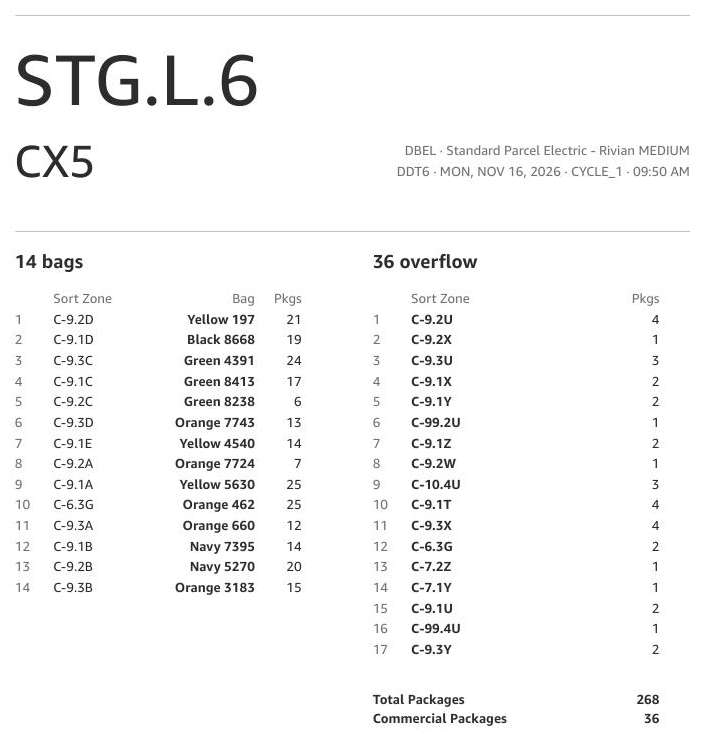 STG.L.6
CX5
DBEL · Standard Parcel Electric - Rivian MEDIUM
DDT6 · MON, NOV 16, 2026 · CYCLE_1 · 09:50 AM
14 bags
Sort Zone Bag Pkgs
1 C-9.2D Yellow 197 21
2 C-9.1D Black 8668 19
3 C-9.3C Green 4391 24
4 C-9.1C Green 8413 17
5 C-9.2C Green 8238 6
6 C-9.3D Orange 7743 13
7 C-9.1E Yellow 4540 14
8 C-9.2A Orange 7724 7
9 C-9.1A Yellow 5630 25
10 C-6.3G Orange 462 25
11 C-9.3A Orange 660 12
12 C-9.1B Navy 7395 14
13 C-9.2B Navy 5270 20
14 C-9.3B Orange 3183 15
36 overflow
Sort Zone Pkgs
1 C-9.2U 4
2 C-9.2X 1
3 C-9.3U 3
4 C-9.1X 2
5 C-9.1Y 2
6 C-99.2U 1
7 C-9.1Z 2
8 C-9.2W 1
9 C-10.4U 3
10 C-9.1T 4
11 C-9.3X 4
12 C-6.3G 2
13 C-7.2Z 1
14 C-7.1Y 1
15 C-9.1U 2
16 C-99.4U 1
17 C-9.3Y 2
Total Packages 268
Commercial Packages 36